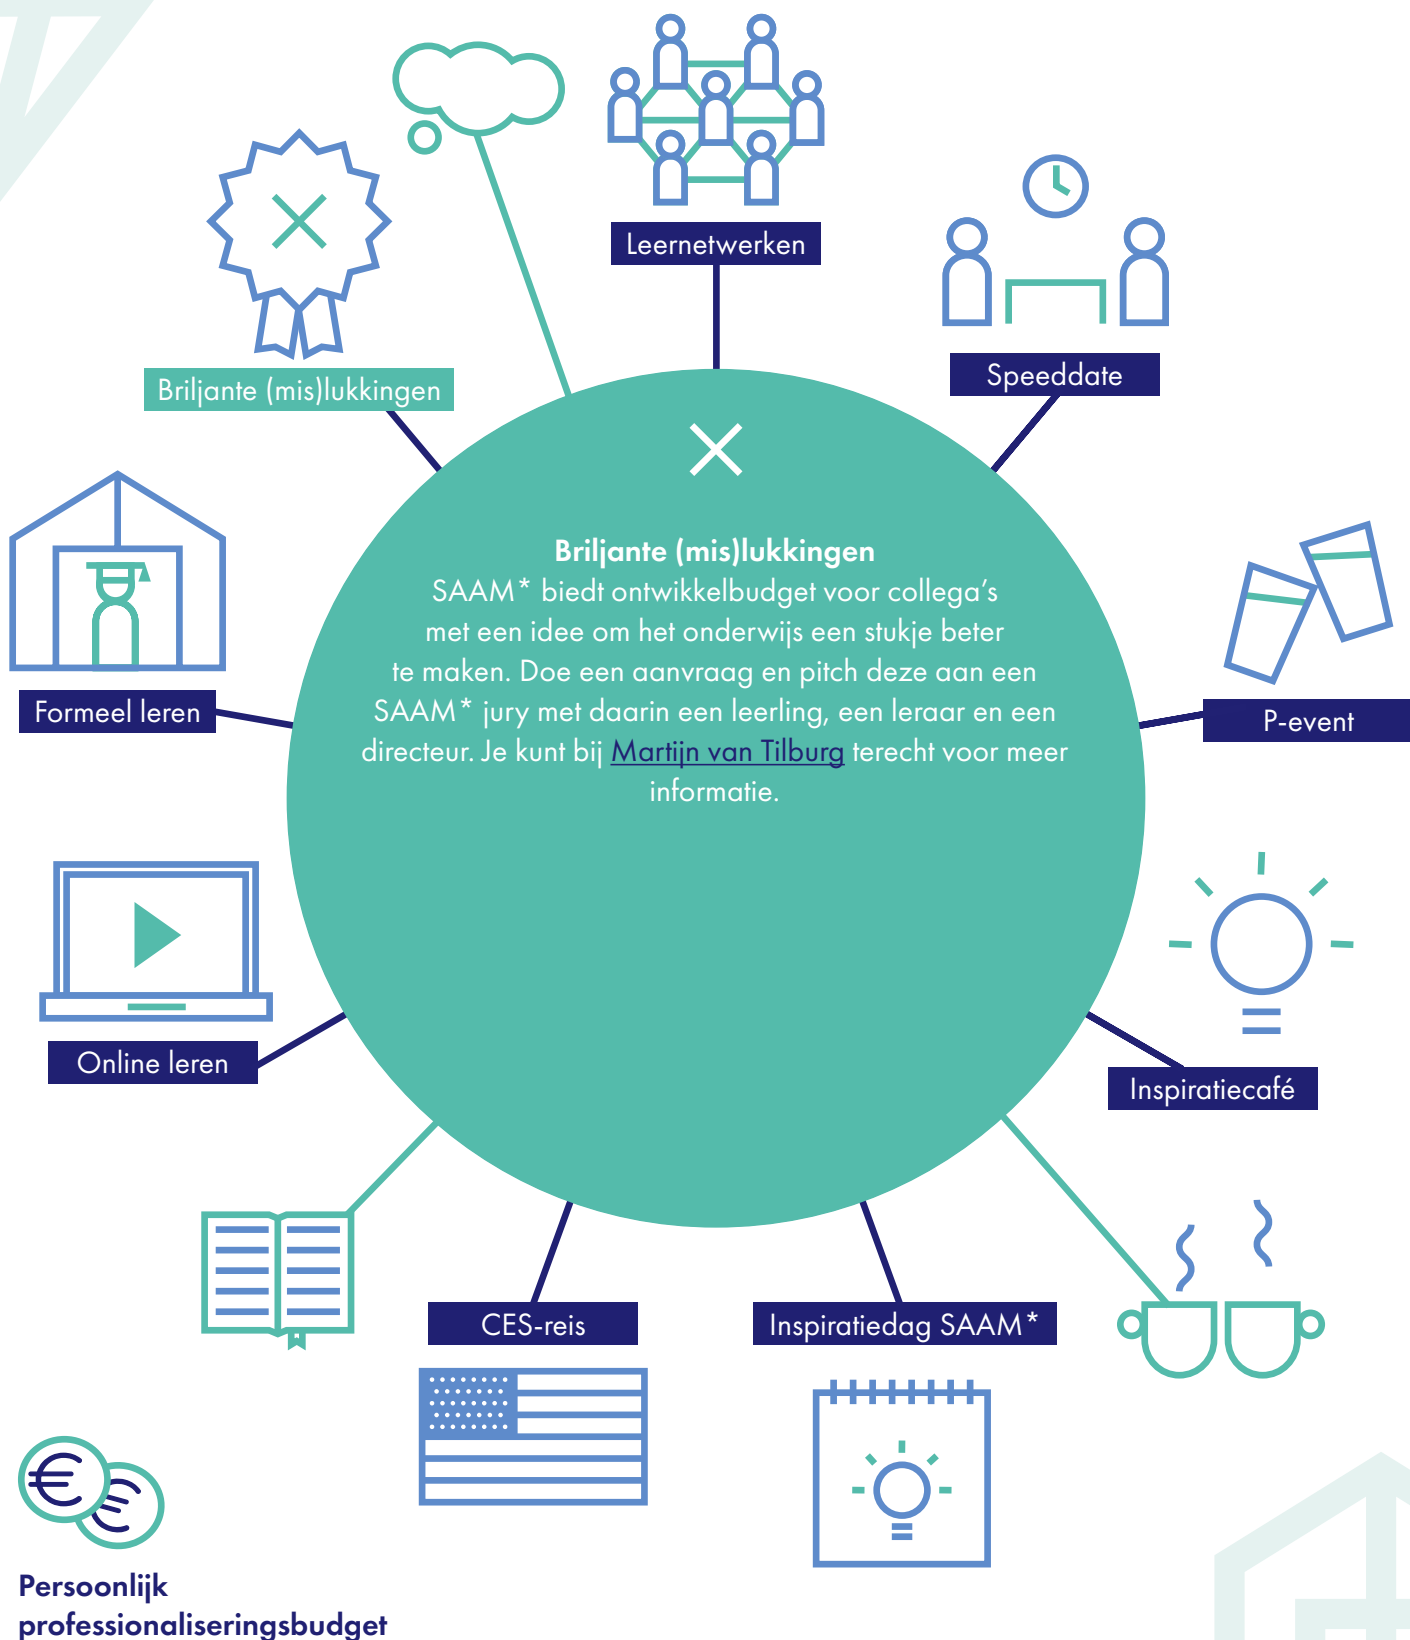 Leernetwerken
Speeddate
Briljante (mis)lukkingen
Briljante (mis)lukkingen
SAAM* biedt ontwikkelbudget voor collega's
met een idee om het onderwijs een stukje beter
te maken. Doe een aanvraag en pitch deze aan een
SAAM* jury met daarin een leerling, een leraar en een
directeur. Je kunt bij Martijn van Tilburg terecht voor meer
informatie.
Formeel leren
P-event
Online leren
Inspiratiecafé
CES-reis
Inspiratiedag SAAM*
Persoonlijk
professionaliseringsbudget